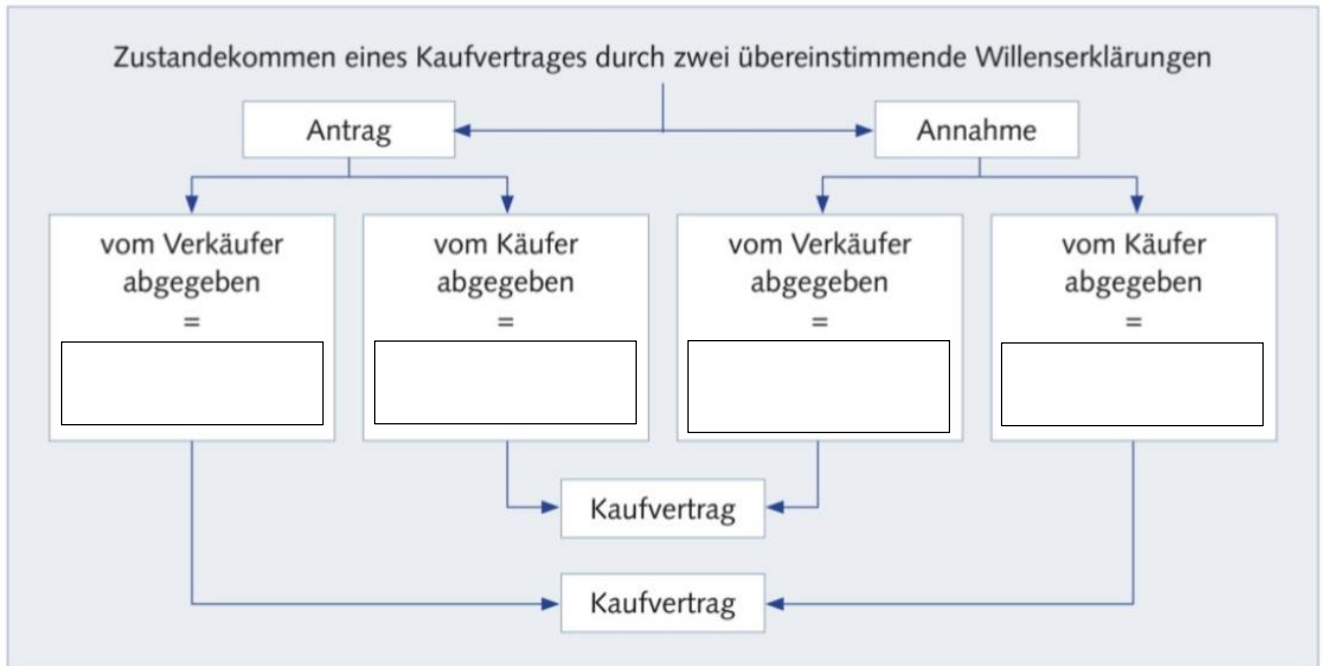 Zustandekommen eines Kaufvertrages durch zwei übereinstimmende Willenserklärungen
Antrag
Annahme
vom Verkäufer
abgegeben
=
vom Käufer
abgegeben
=
vom Verkäufer
abgegeben
=
vom Käufer
abgegeben
=
Kaufvertrag
Kaufvertrag